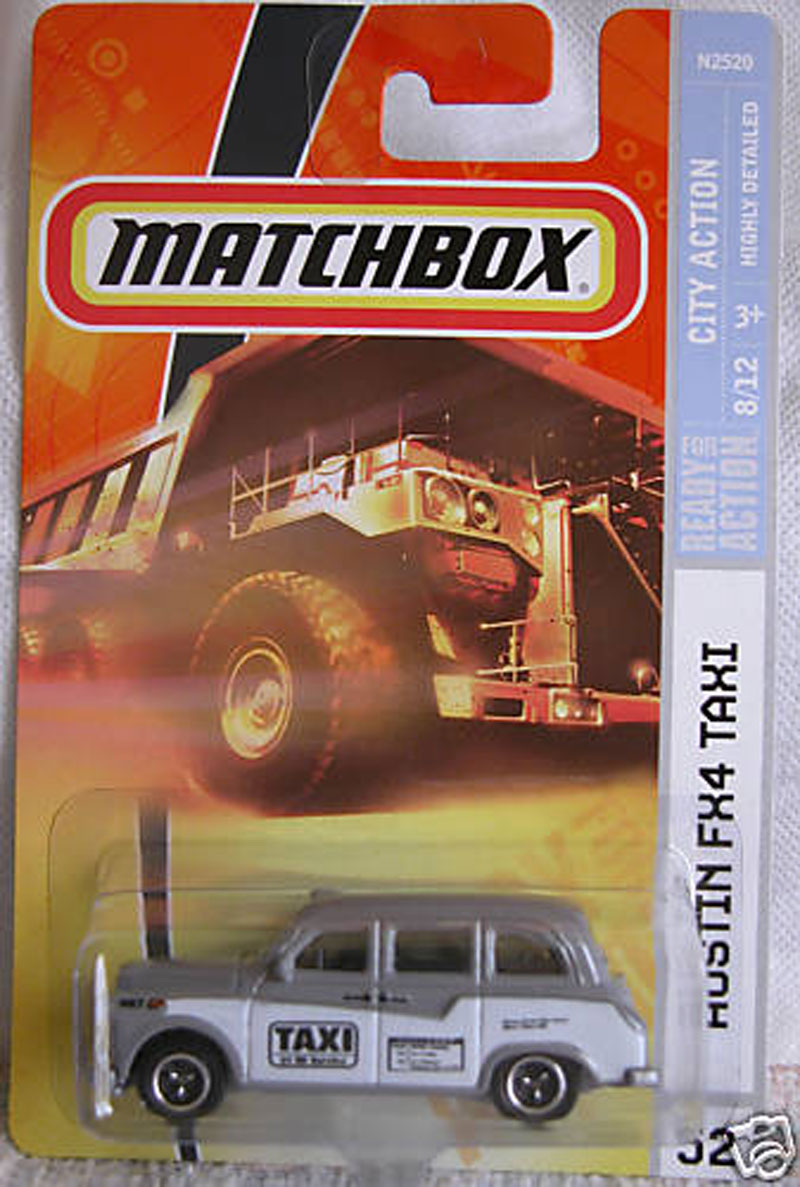 MATCHBOX®
N2520
CITY ACTION
HIGHLY DETAILED
8/12 3+
READY FOR ACTION
AUSTIN FX4 TAXI
TAXI